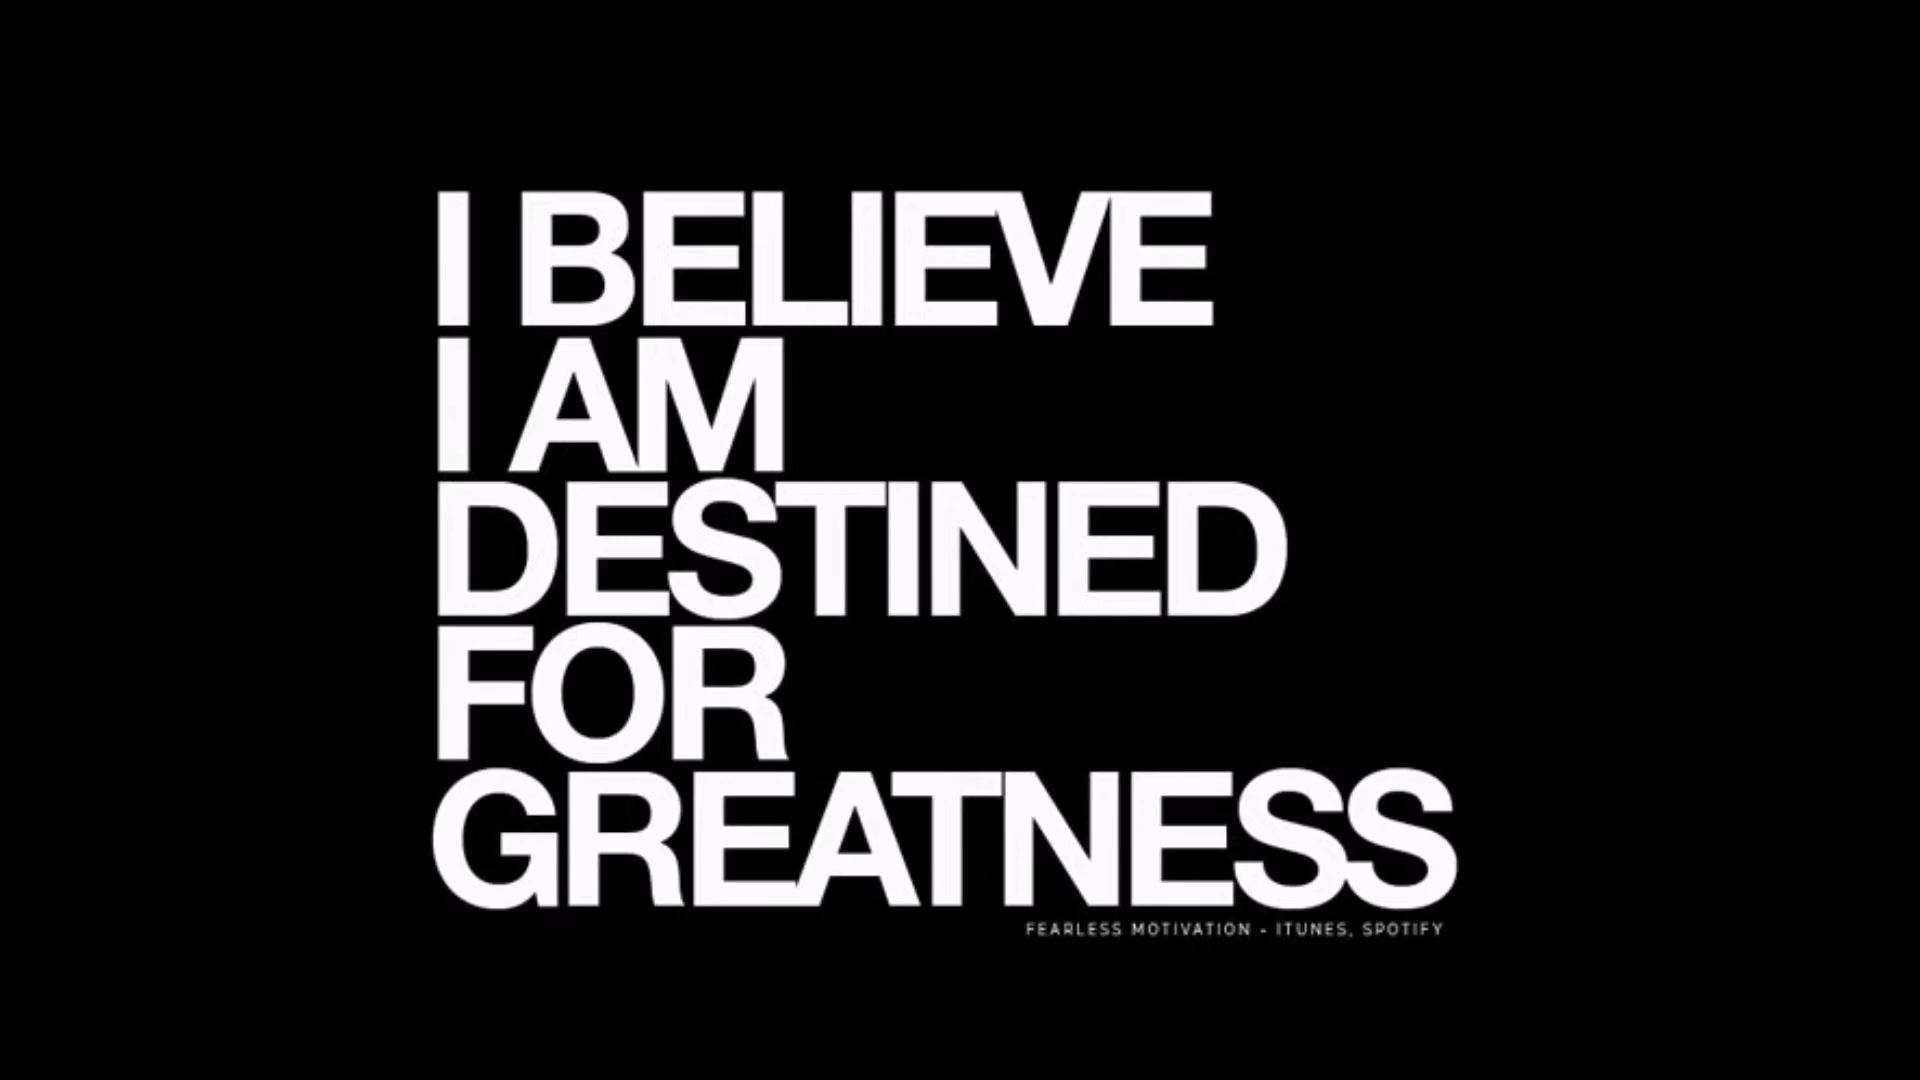 I BELIEVE
I AM
DESTINED
FOR
GREATNESS
FEARLESS MOTIVATION - ITUNES, SPOTIFY